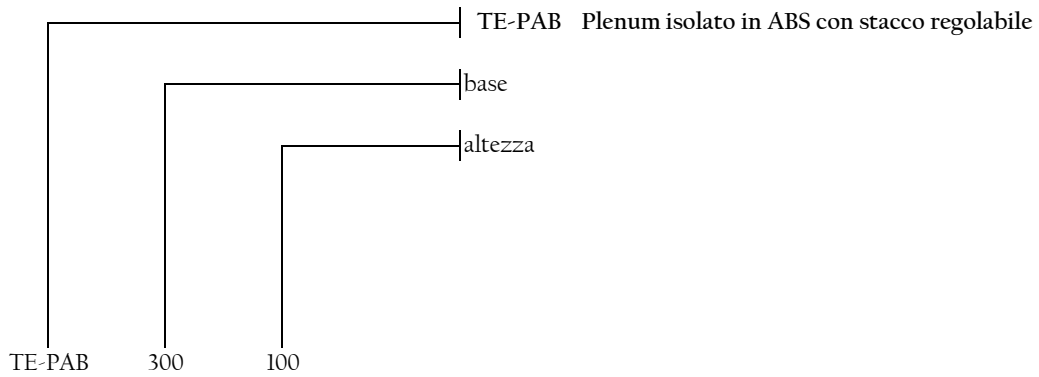 TE-PAB Plenum isolato in ABS con stacco regolabile
base
altezza
TE-PAB 300 100